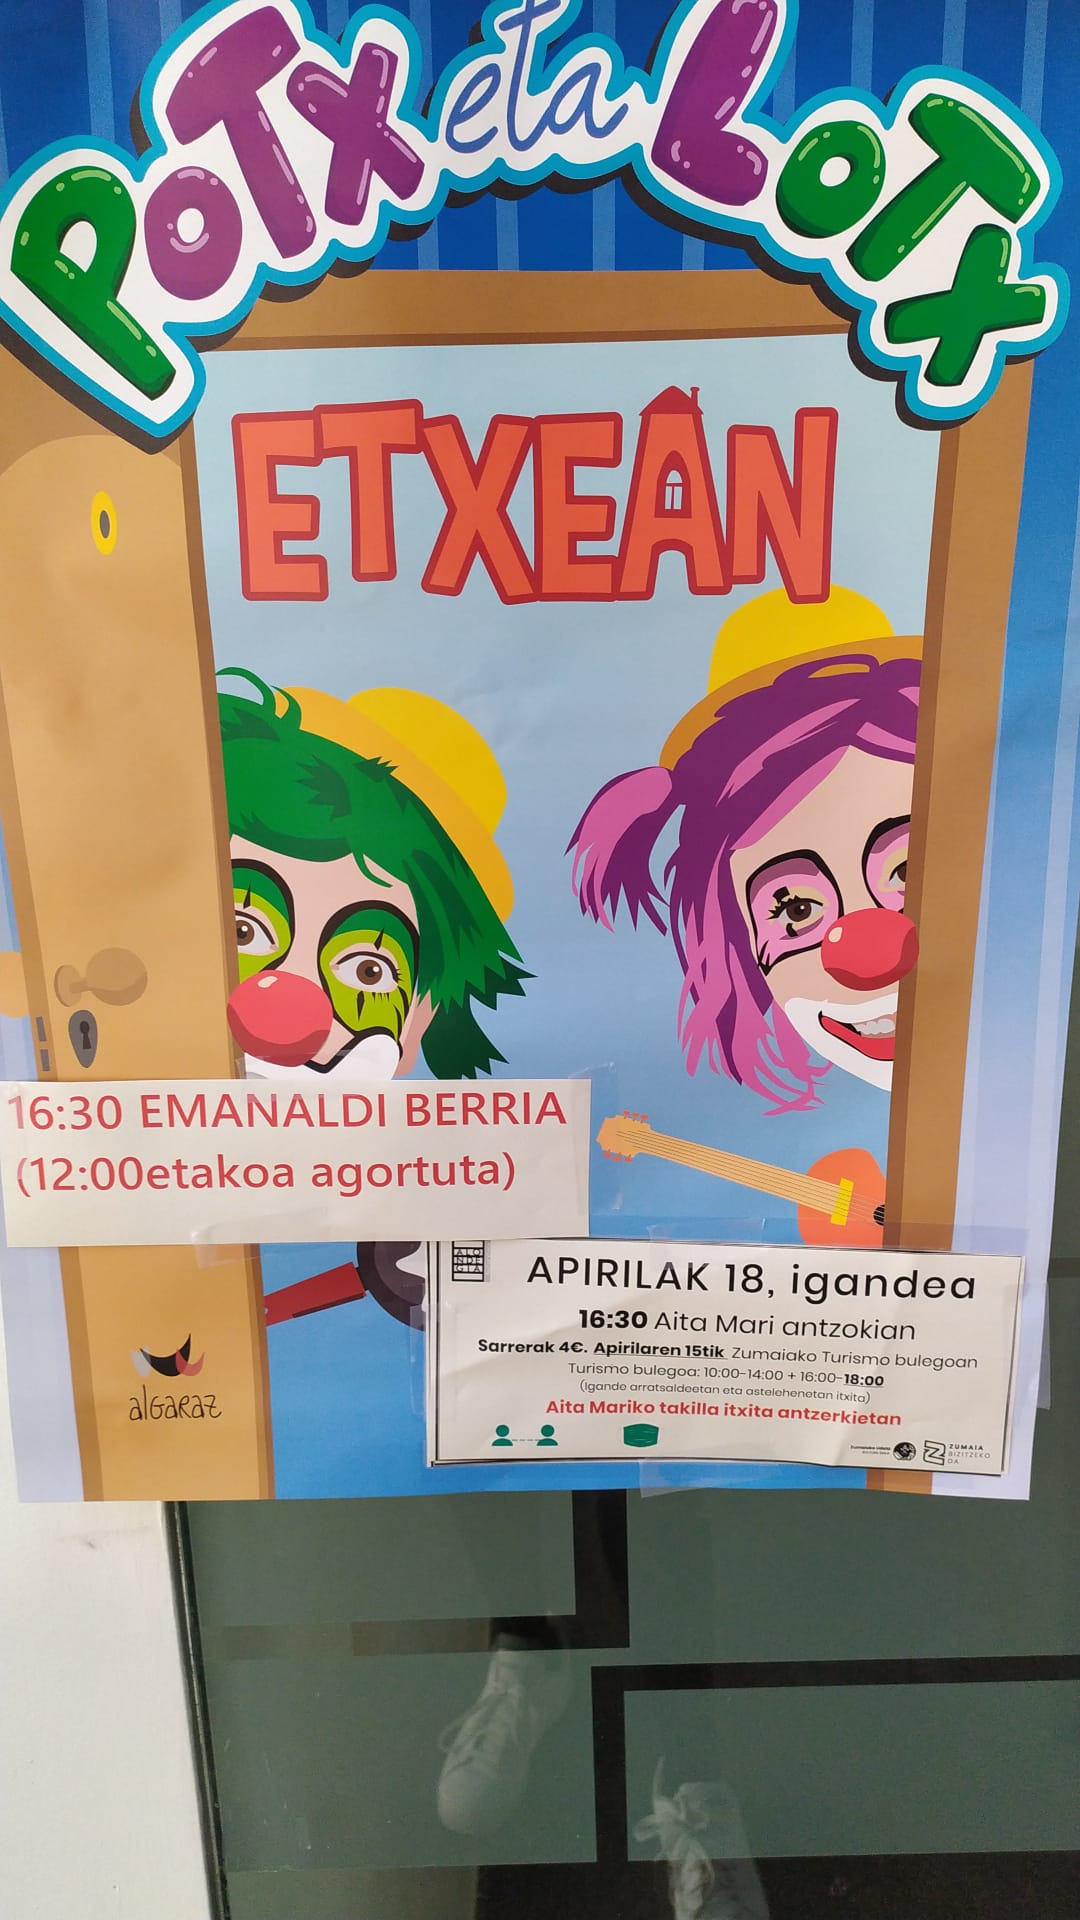 POTX eta LOTX
ETXEAN
16:30 EMANALDI BERRIA
(12:00etakoa agortuta)
algaraz
APIRILAK 18, igandea
16:30 Aita Mari antzokian
Sarrerak 4€. Apirilaren 15tik Zumaiako Turismo bulegoan
Turismo bulegoa: 10:00-14:00 + 16:00-18:00
(Igande arratsaldeetan eta astelehenetan itxita)
Aita Mariko takilla itxita antzerkietan
ZUMAIA
BIZITZEKO
DA